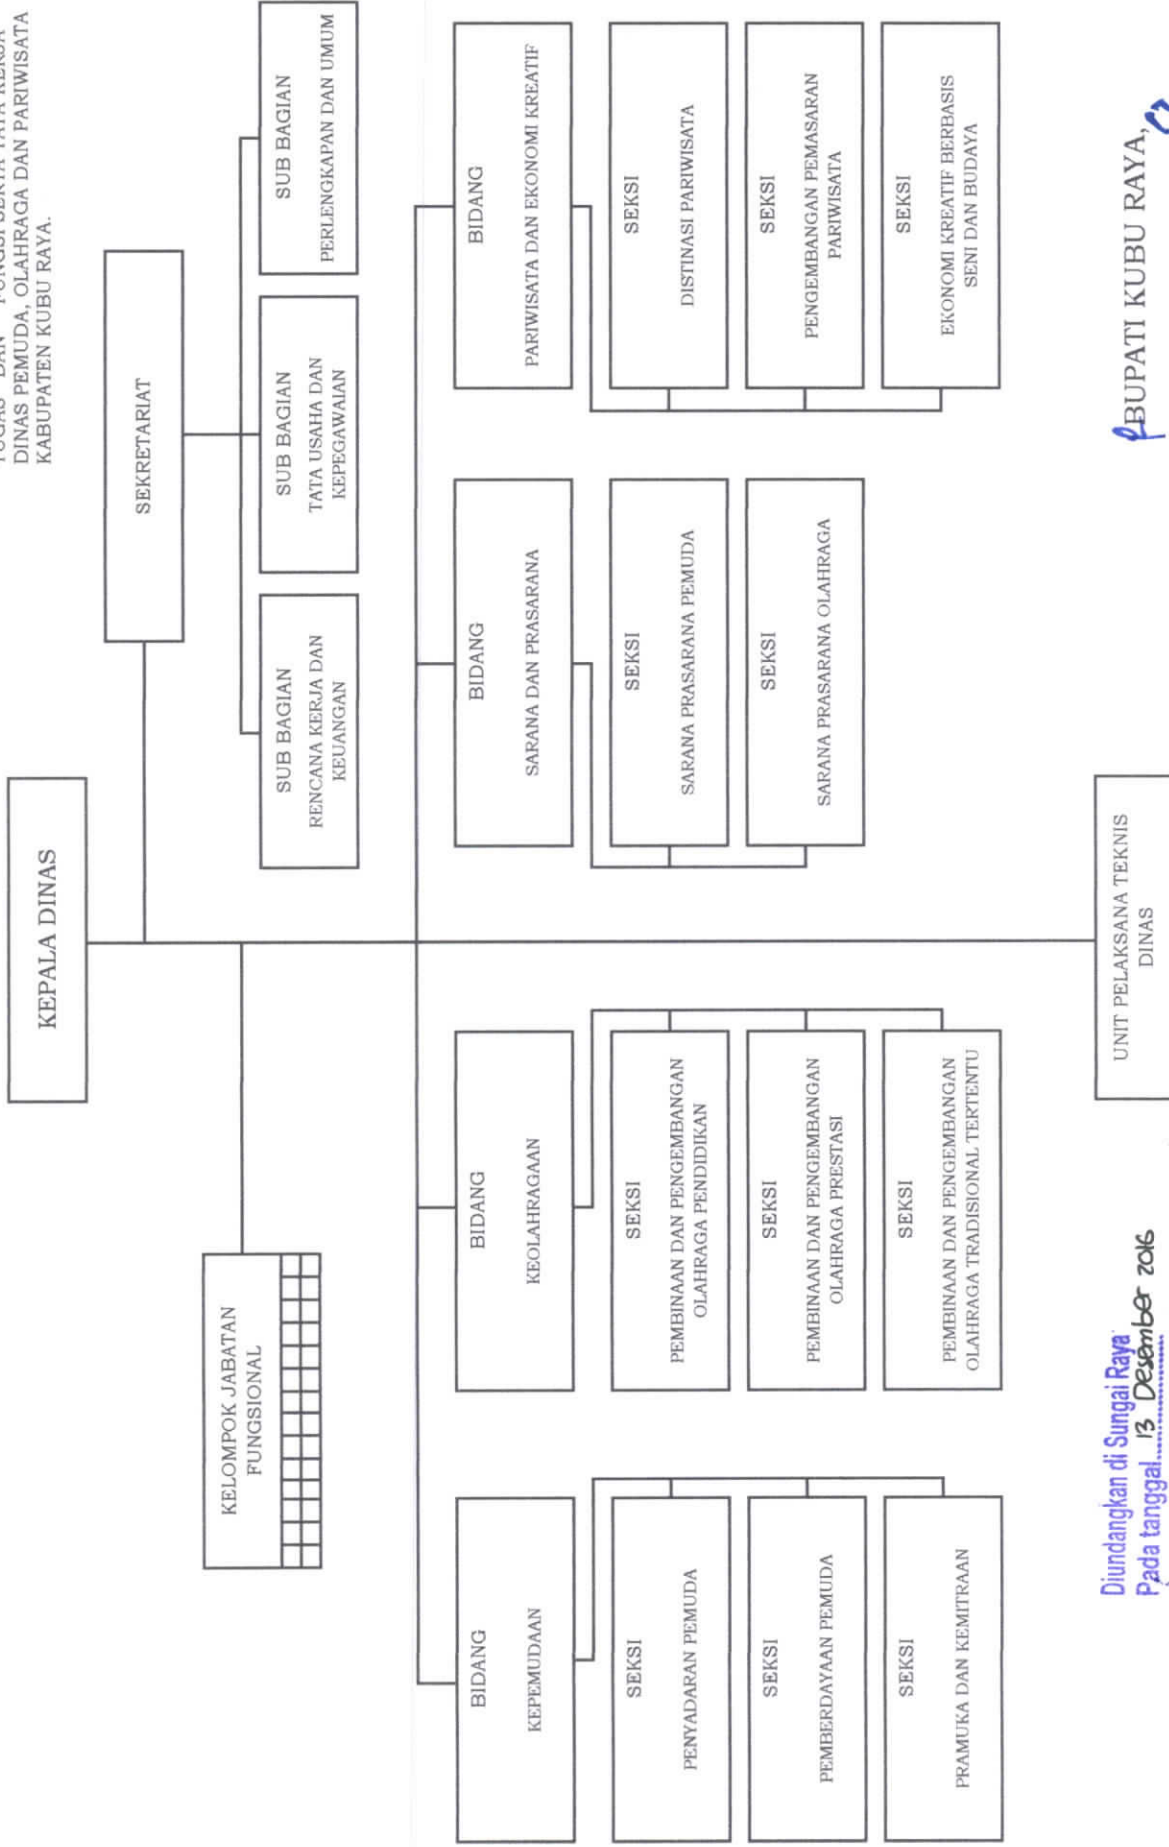 TUGAS DAN FUNGSI SERTA TATA KERJA
DINAS PEMUDA, OLAHRAGA DAN PARIWISATA
KABUPATEN KUBU RAYA.
KEPALA DINAS
SEKRETARIAT
KELOMPOK JABATAN
FUNGSIONAL
SUB BAGIAN
RENCANA KERJA DAN
KEUANGAN
SUB BAGIAN
TATA USAHA DAN
KEPEGAWAIAN
SUB BAGIAN
PERLENGKAPAN DAN UMUM
BIDANG
KEPEMUDAAN
SEKSI
PENYADARAN PEMUDA
SEKSI
PEMBERDAYAAN PEMUDA
SEKSI
PRAMUKA DAN KEMITRAAN
BIDANG
KEOLAHRAGAAN
SEKSI
PEMBINAAN DAN PENGEMBANGAN
OLAHRAGA PENDIDIKAN
SEKSI
PEMBINAAN DAN PENGEMBANGAN
OLAHRAGA PRESTASI
SEKSI
PEMBINAAN DAN PENGEMBANGAN
OLAHRAGA TRADISIONAL TERTENTU
BIDANG
SARANA DAN PRASARANA
SEKSI
SARANA PRASARANA PEMUDA
SEKSI
SARANA PRASARANA OLAHRAGA
BIDANG
PARIWISATA DAN EKONOMI KREATIF
SEKSI
DISTINASI PARIWISATA
SEKSI
PENGEMBANGAN PEMASARAN
PARIWISATA
SEKSI
EKONOMI KREATIF BERBASIS
SENI DAN BUDAYA
UNIT PELAKSANA TEKNIS
DINAS
Diundangkan di Sungai Raya
Pada tanggal 13 Desember 2016
BUPATI KUBU RAYA,